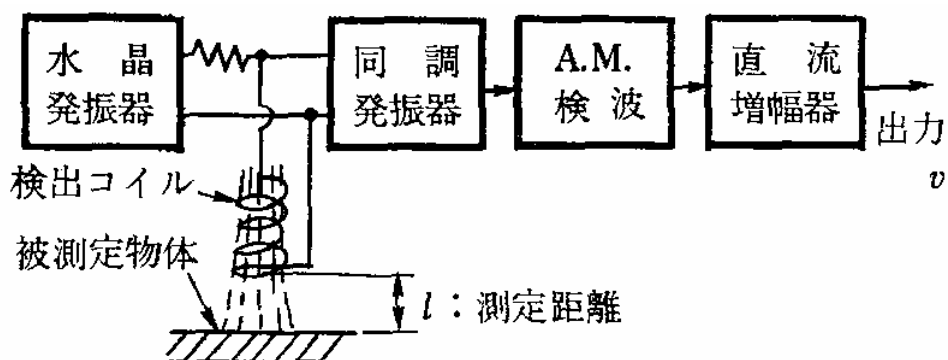 水晶
発振器
同調
発振器
A.M.
検波
直流
増幅器
出力
v
検出コイル
被測定物体
l：測定距離